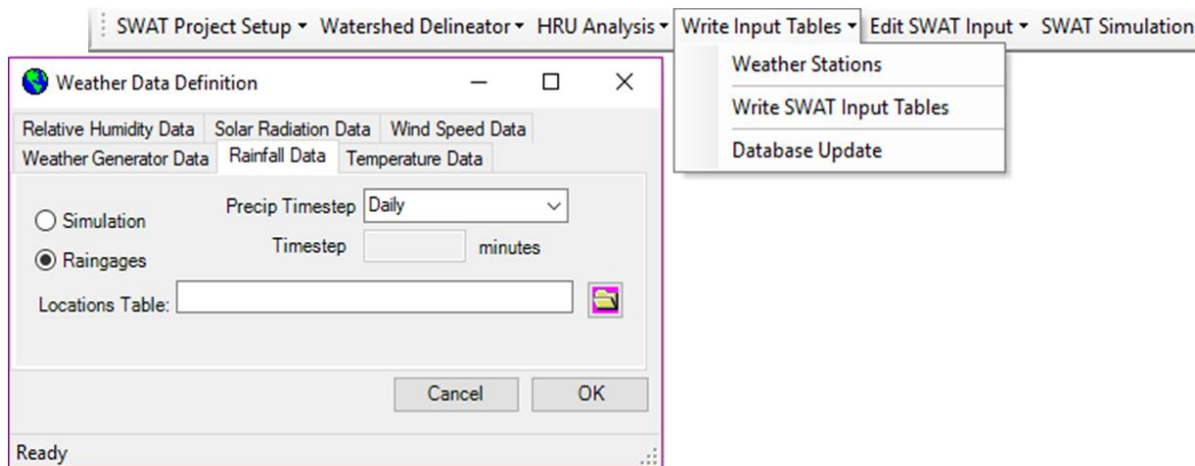 SWAT Project Setup Watershed Delineator HRU Analysis Write Input Tables Edit SWAT Input SWAT Simulation
Weather Stations
Write SWAT Input Tables
Database Update
Weather Data Definition
Relative Humidity Data Solar Radiation Data Wind Speed Data
Weather Generator Data Rainfall Data Temperature Data
Simulation Precip Timestep Daily
Timestep minutes
Raingages
Locations Table:
Cancel OK
Ready